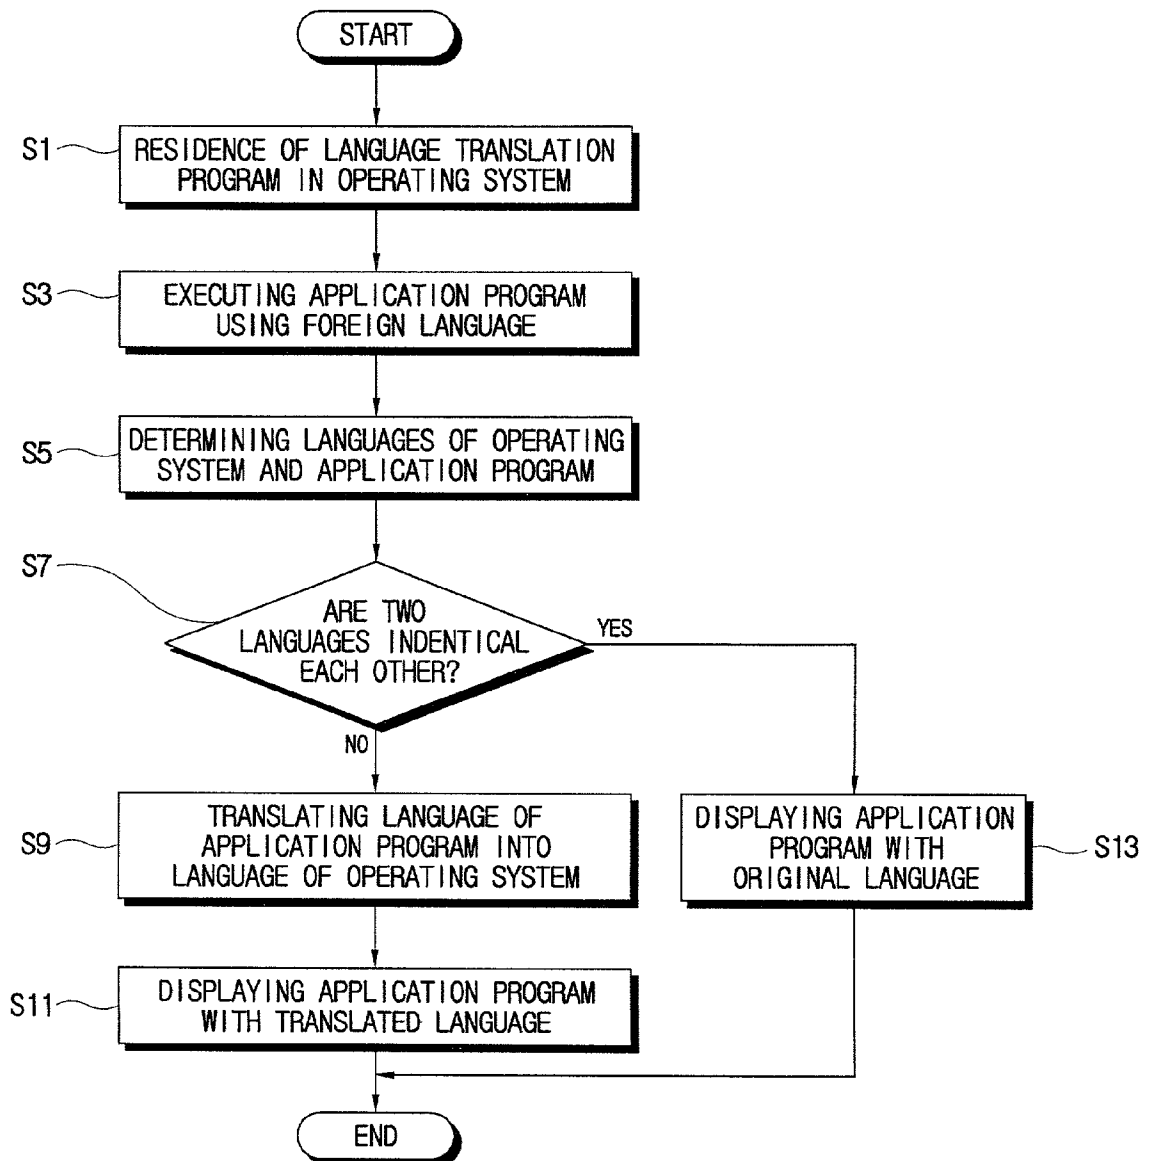 START
S1
RESIDENCE OF LANGUAGE TRANSLATION
PROGRAM IN OPERATING SYSTEM
S3
EXECUTING APPLICATION PROGRAM
USING FOREIGN LANGUAGE
S5
DETERMINING LANGUAGES OF OPERATING
SYSTEM AND APPLICATION PROGRAM
S7
ARE TWO
LANGUAGES INDENTICAL
EACH OTHER?
YES
NO
S9
TRANSLATING LANGUAGE OF
APPLICATION PROGRAM INTO
LANGUAGE OF OPERATING SYSTEM
DISPLAYING APPLICATION
PROGRAM WITH
ORIGINAL LANGUAGE
S13
S11
DISPLAYING APPLICATION PROGRAM
WITH TRANSLATED LANGUAGE
END